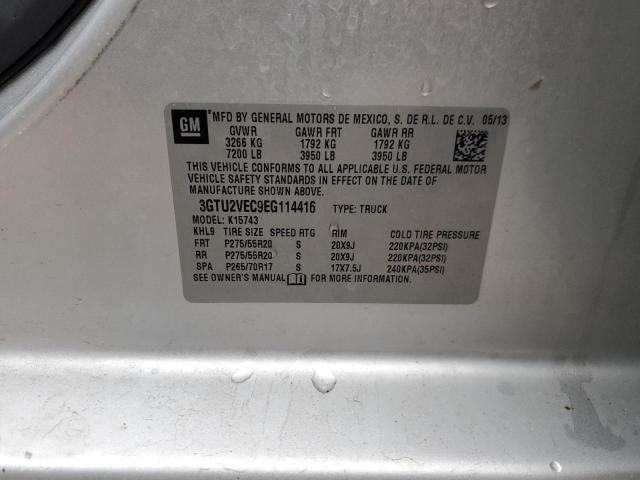 GM
®MFD BY GENERAL MOTORS DE MEXICO, S. DE R.L. DE C.V. 05/13
GVWR GAWR FRT GAWR RR
3266 KG 1792 KG 1792 KG
7200 LB 3950 LB 3950 LB
THIS VEHICLE CONFORMS TO ALL APPLICABLE U.S. FEDERAL MOTOR
VEHICLE SAFETY STANDARDS IN EFFECT ON THE DATE OF
MANUFACTURE SHOWN ABOVE.
3GTU2VEC9EG114416 TYPE: TRUCK
MODEL: K15743
KHL9 TIRE SIZE SPEED RTG RIM COLD TIRE PRESSURE
FRT P275/55R20 S 20X9J 220KPA(32PSI)
RR P275/55R20 S 20X9J 220KPA(32PSI)
SPA P265/70R17 S 17X7.5J 240KPA(35PSI)
SEE OWNER'S MANUAL FOR MORE INFORMATION.